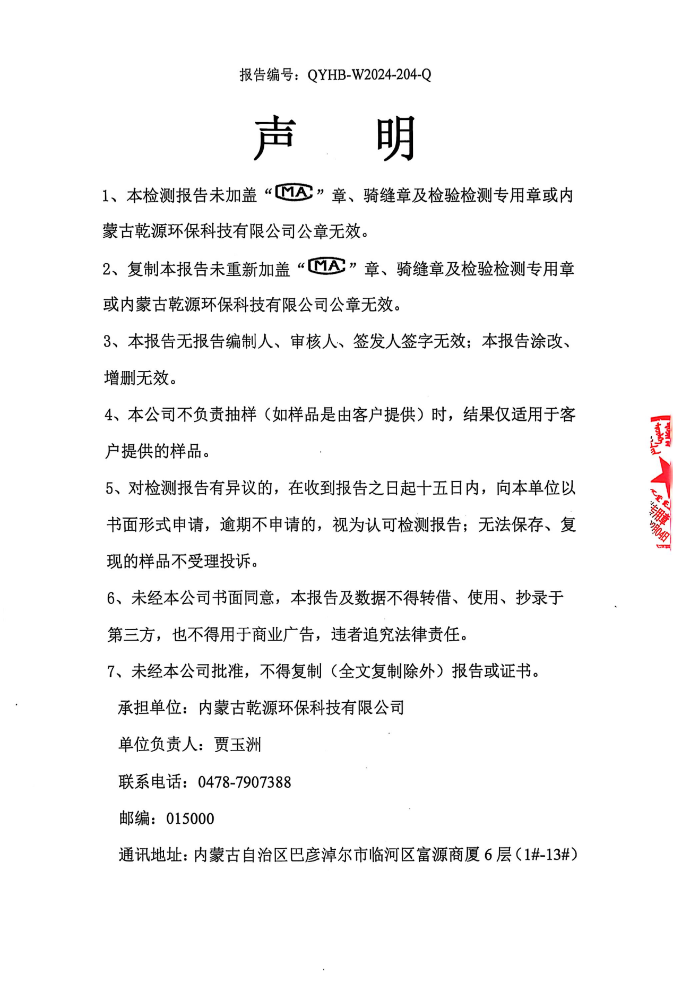 报告编号：QYHB-W2024-204-Q
声 明
1、本检测报告未加盖“CMA”章、骑缝章及检验检测专用章或内
蒙古乾源环保科技有限公司公章无效。
2、复制本报告未重新加盖“CMA”章、骑缝章及检验检测专用章
或内蒙古乾源环保科技有限公司公章无效。
3、本报告无报告编制人、审核人、签发人签字无效；本报告涂改、
增删无效。
4、本公司不负责抽样（如样品是由客户提供）时，结果仅适用于客
户提供的样品。
5、对检测报告有异议的，在收到报告之日起十五日内，向本单位以
书面形式申请，逾期不申请的，视为认可检测报告；无法保存、复
现的样品不受理投诉。
6、未经本公司书面同意，本报告及数据不得转借、使用、抄录于
第三方，也不得用于商业广告，违者追究法律责任。
7、未经本公司批准，不得复制（全文复制除外）报告或证书。
承担单位：内蒙古乾源环保科技有限公司
单位负责人：贾玉洲
联系电话：0478-7907388
邮编：015000
通讯地址：内蒙古自治区巴彦淖尔市临河区富源商厦 6 层（1#-13#）
专用章
月04日